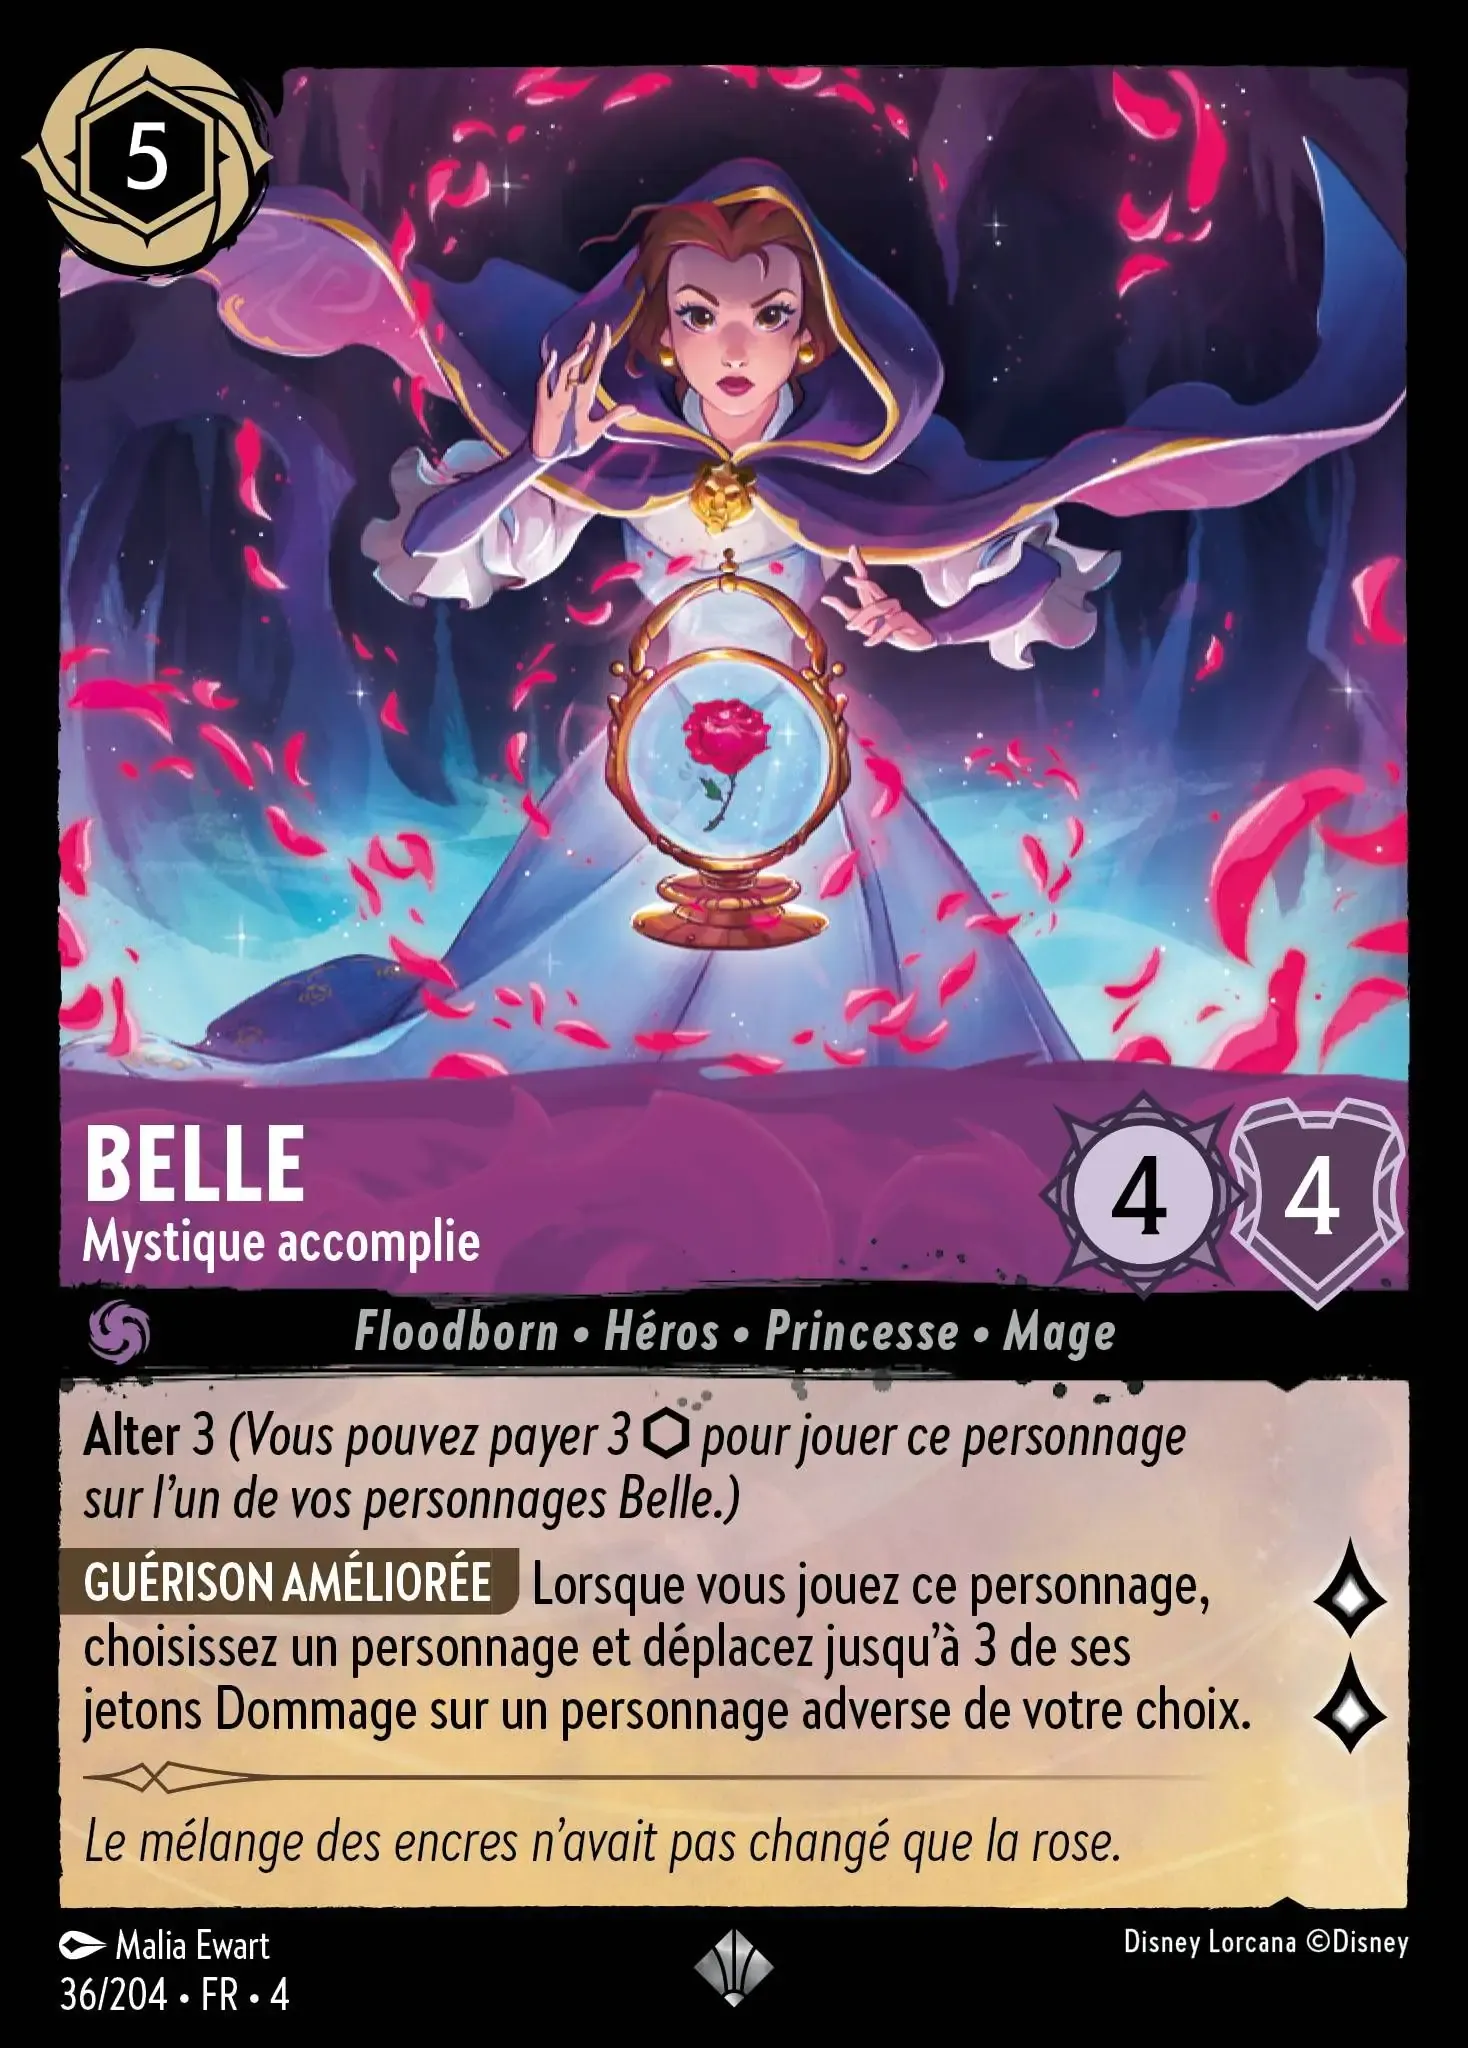 5
BELLE
Mystique accomplie
4
4
Floodborn • Héros • Princesse • Mage
Alter 3 (Vous pouvez payer 3 ⬡ pour jouer ce personnage
sur l’un de vos personnages Belle.)
GUÉRISON AMÉLIORÉE Lorsque vous jouez ce personnage,
choisissez un personnage et déplacez jusqu’à 3 de ses
jetons Dommage sur un personnage adverse de votre choix.
Le mélange des encres n’avait pas changé que la rose.
Malia Ewart
Disney Lorcana ©Disney
36/204 • FR • 4